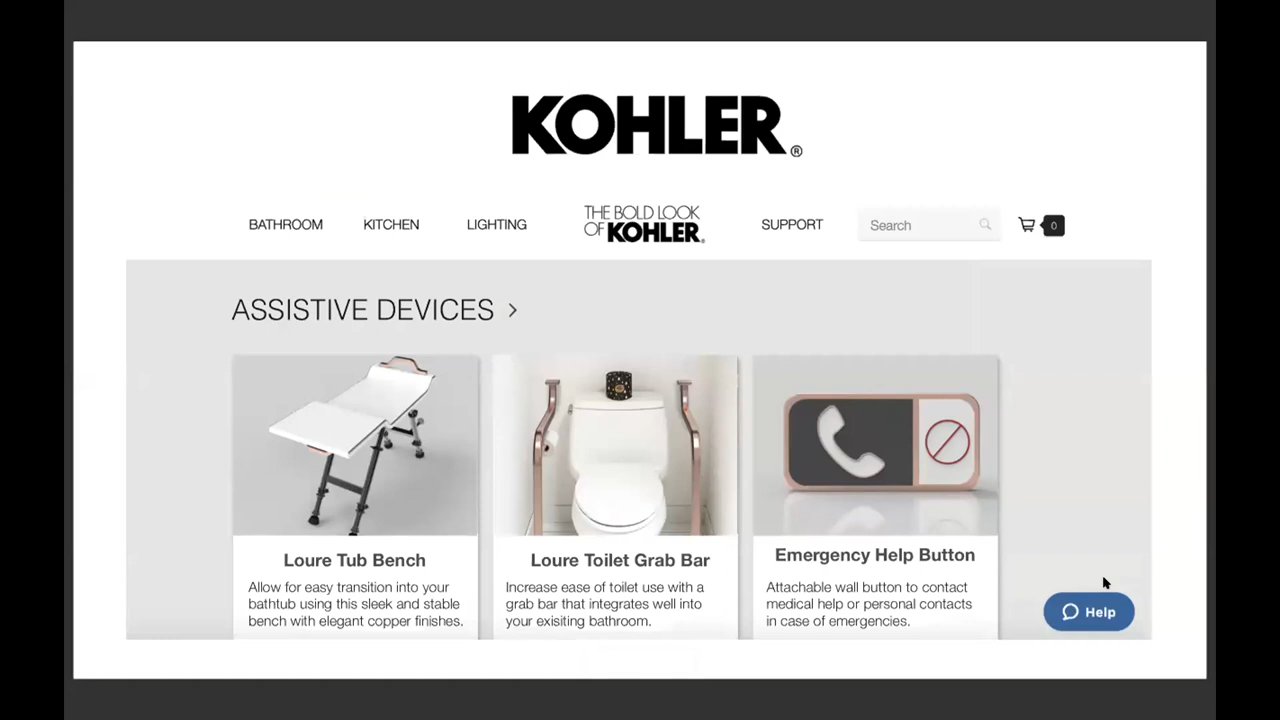 KOHLER®
BATHROOM
KITCHEN
LIGHTING
THE BOLD LOOK
OF KOHLER®
SUPPORT
Search
0
ASSISTIVE DEVICES >
Loure Tub Bench
Allow for easy transition into your
bathtub using this sleek and stable
bench with elegant copper finishes.
Loure Toilet Grab Bar
Increase ease of toilet use with a
grab bar that integrates well into
your exisiting bathroom.
Emergency Help Button
Attachable wall button to contact
medical help or personal contacts
in case of emergencies.
Help